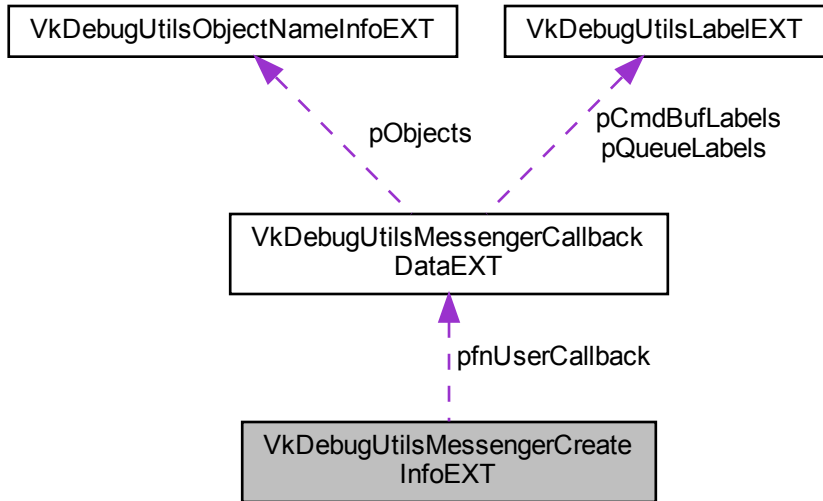 VkDebugUtilsObjectNameInfoEXT
VkDebugUtilsLabelEXT
pObjects
pCmdBufLabels
pQueueLabels
VkDebugUtilsMessengerCallback
DataEXT
pfnUserCallback
VkDebugUtilsMessengerCreate
InfoEXT